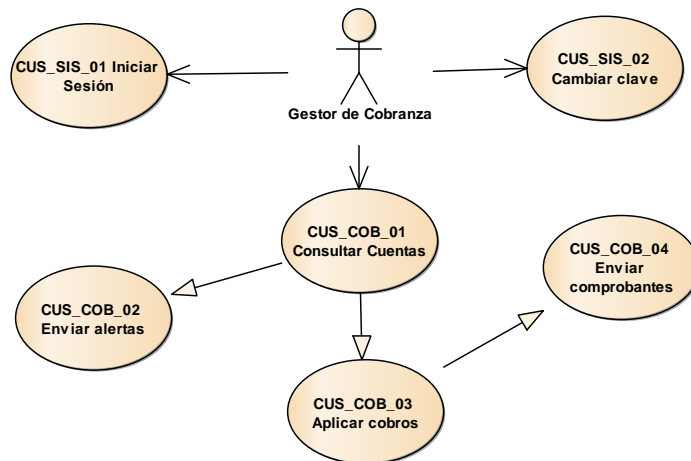 CUS_SIS_01 Iniciar
Sesión
CUS_SIS_02
Cambiar clave
Gestor de Cobranza
CUS_COB_01
Consultar Cuentas
CUS_COB_04
Enviar
comprobantes
CUS_COB_02
Enviar alertas
CUS_COB_03
Aplicar cobros